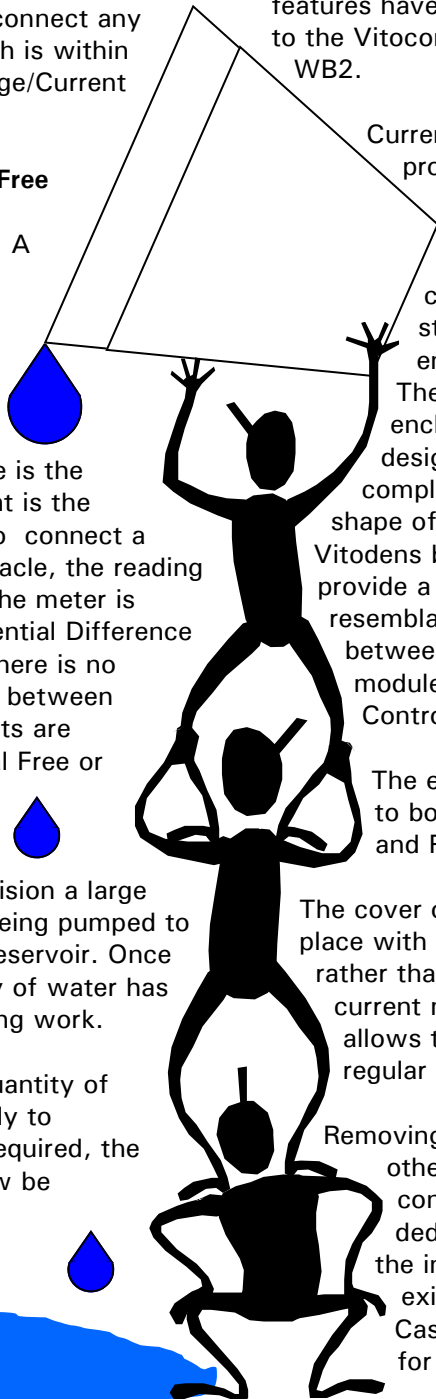 connect any
h is within
ge/Current
Free
A
e is the
nt is the
o connect a
acle, the reading
he meter is
ential Difference
here is no
between
ts are
l Free or
ision a large
eing pumped to
eservoir. Once
y of water has
ng work.
uantity of
ly to
equired, the
w be
features have
to the Vitocon
WB2.
Curren
pro
c
st
en
The
encl
desig
compl
shape of
Vitodens b
provide a
resembla
between
module
Contro
The e
to bo
and F
The cover o
place with
rather tha
current r
allows t
regular
Removing
othe
con
ded
the in
exi
Cas
for